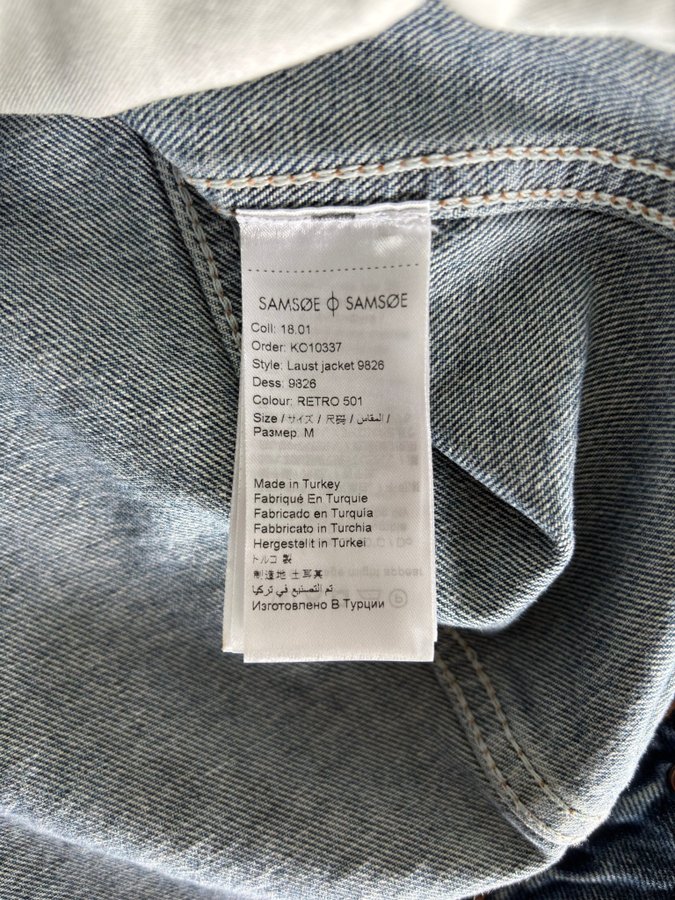 SAMSØE ɸ SAMSØE
Coll: 18.01
Order: KO10337
Style: Laust jacket 9826
Dess: 9826
Colour: RETRO 501
Size / サイズ / 尺碼 / المقاس /
Размер: M
Made in Turkey
Fabriqué En Turquie
Fabricado en Turquía
Fabbricato in Turchia
Hergestellt in Türkei
トルコ 製
製造地 土耳其
تم التصنيع في تركيا
Изготовлено В Турции